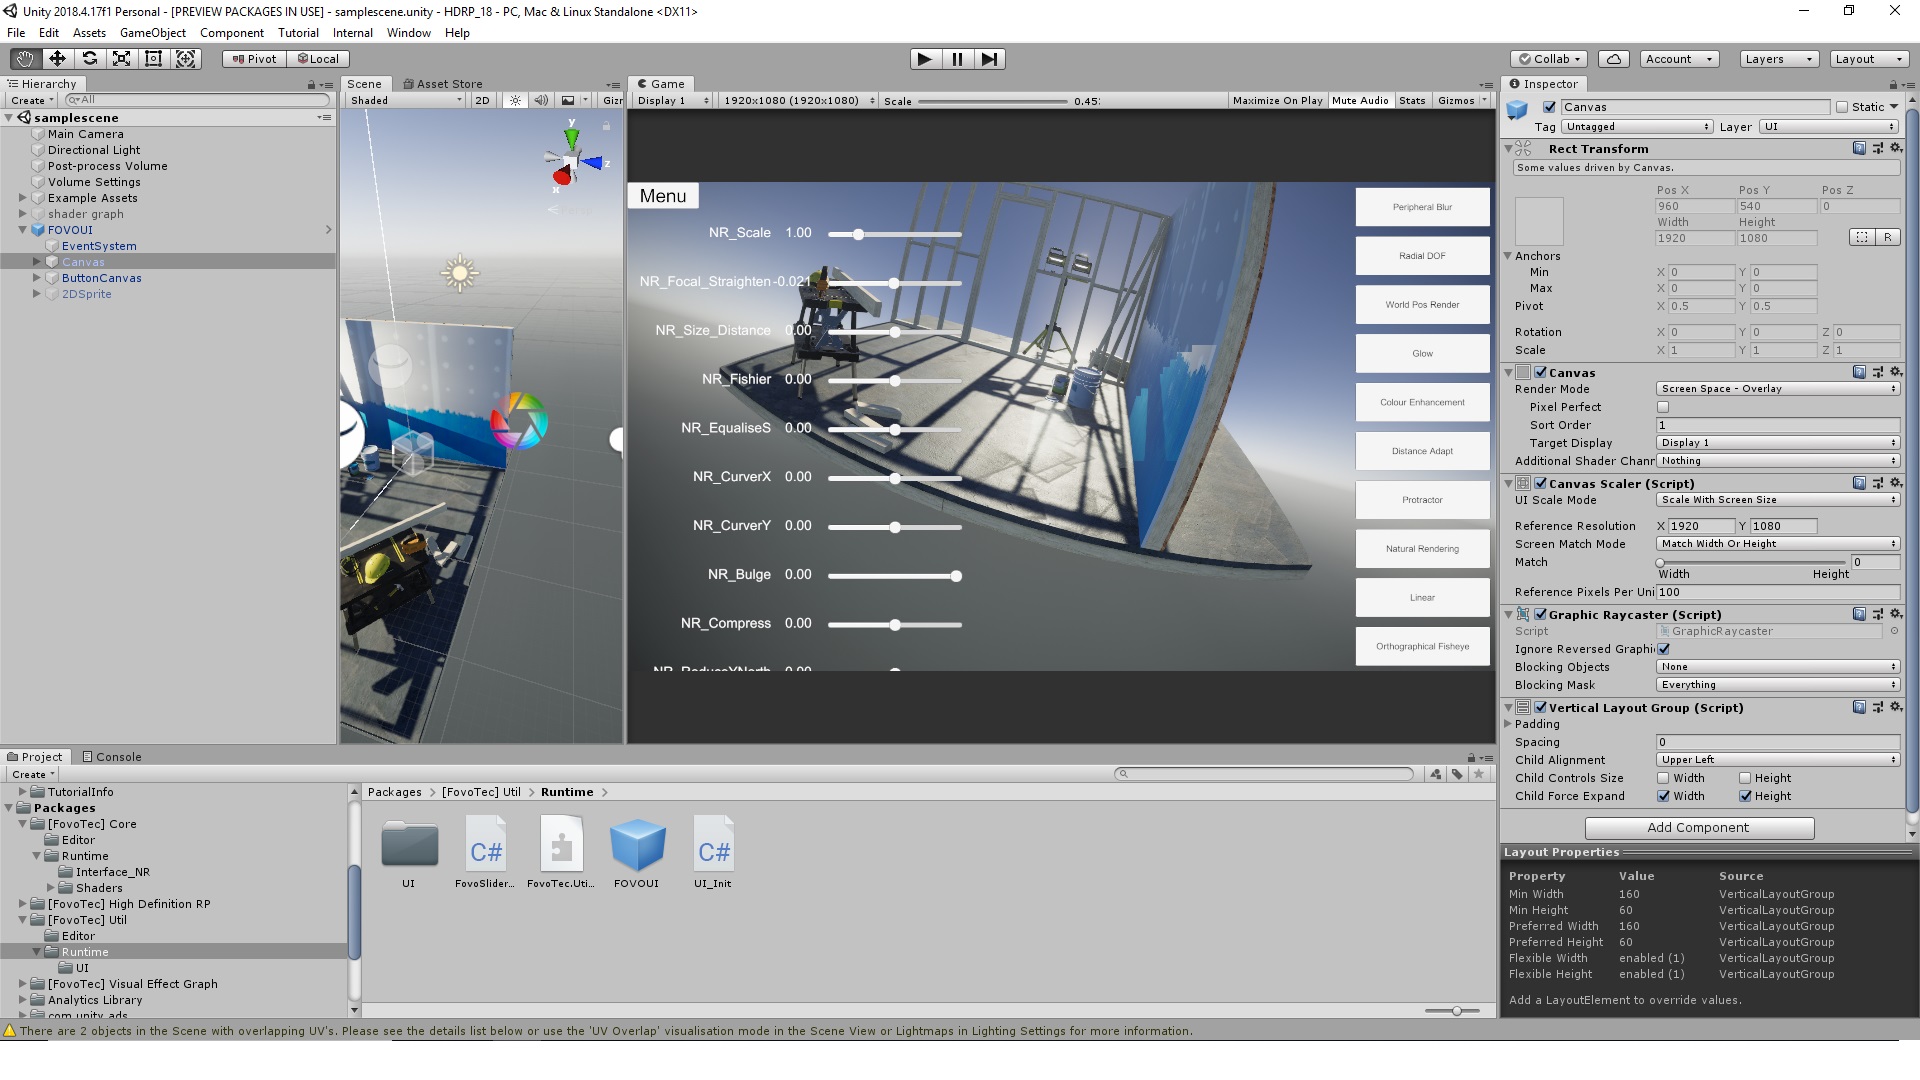 Unity 2018.4.17f1 Personal - [PREVIEW PACKAGES IN USE] - samplescene.unity - HDRP_18 - PC, Mac & Linux Standalone <DX11>
File Edit Assets GameObject Component Tutorial Internal Window Help
Pivot Local Collab Account Layers Layout
Hierarchy
Create All
samplescene
Main Camera
Directional Light
Post-process Volume
Volume Settings
Example Assets
shader graph
FOVOUI
EventSystem
Canvas
ButtonCanvas
2DSprite
Scene Asset Store
Shaded 2D Giz
y
z
x
Game
Display 1 1920x1080 (1920x1080) Scale 0.45 Maximize On Play Mute Audio Stats Gizmos
Menu
NR_Scale 1.00
NR_Focal_Straighten -0.021
NR_Size_Distance 0.00
NR_Fishier 0.00
NR_EqualiseS 0.00
NR_CurverX 0.00
NR_CurverY 0.00
NR_Bulge 0.00
NR_Compress 0.00
Peripheral Blur
Radial DOF
World Pos Render
Glow
Colour Enhancement
Distance Adapt
Protractor
Natural Rendering
Linear
Orthographical Fisheye
Inspector
Canvas Static
Tag Untagged Layer UI
Rect Transform
Some values driven by Canvas.
Pos X Pos Y Pos Z
960 540 0
Width Height
1920 1080 R
Anchors
Min X 0 Y 0
Max X 0 Y 0
Pivot X 0.5 Y 0.5
Rotation X 0 Y 0 Z 0
Scale X 1 Y 1 Z 1
Canvas
Render Mode Screen Space - Overlay
Pixel Perfect
Sort Order 1
Target Display Display 1
Additional Shader Chanr Nothing
Canvas Scaler (Script)
UI Scale Mode Scale With Screen Size
Reference Resolution X 1920 Y 1080
Screen Match Mode Match Width Or Height
Match 0
Width Height
Reference Pixels Per Uni 100
Graphic Raycaster (Script)
Script GraphicRaycaster
Ignore Reversed Graphi
Blocking Objects None
Blocking Mask Everything
Vertical Layout Group (Script)
Padding
Spacing 0
Child Alignment Upper Left
Child Controls Size Width Height
Child Force Expand Width Height
Add Component
Layout Properties
Property Value Source
Min Width 160 VerticalLayoutGroup
Min Height 60 VerticalLayoutGroup
Preferred Width 160 VerticalLayoutGroup
Preferred Height 60 VerticalLayoutGroup
Flexible Width enabled (1) VerticalLayoutGroup
Flexible Height enabled (1) VerticalLayoutGroup
Add a LayoutElement to override values.
Project Console
Create
TutorialInfo
Packages
[FovoTec] Core
Editor
Runtime
Interface_NR
Shaders
[FovoTec] High Definition RP
[FovoTec] Util
Editor
Runtime
UI
[FovoTec] Visual Effect Graph
Analytics Library
com.unity.ads
Packages > [FovoTec] Util > Runtime >
C# C#
UI FovoSlider... FovoTec.Uti... FOVOUI UI_Init
There are 2 objects in the Scene with overlapping UV's. Please see the details list below or use the 'UV Overlap' visualisation mode in the Scene View or Lightmaps in Lighting Settings for more information.